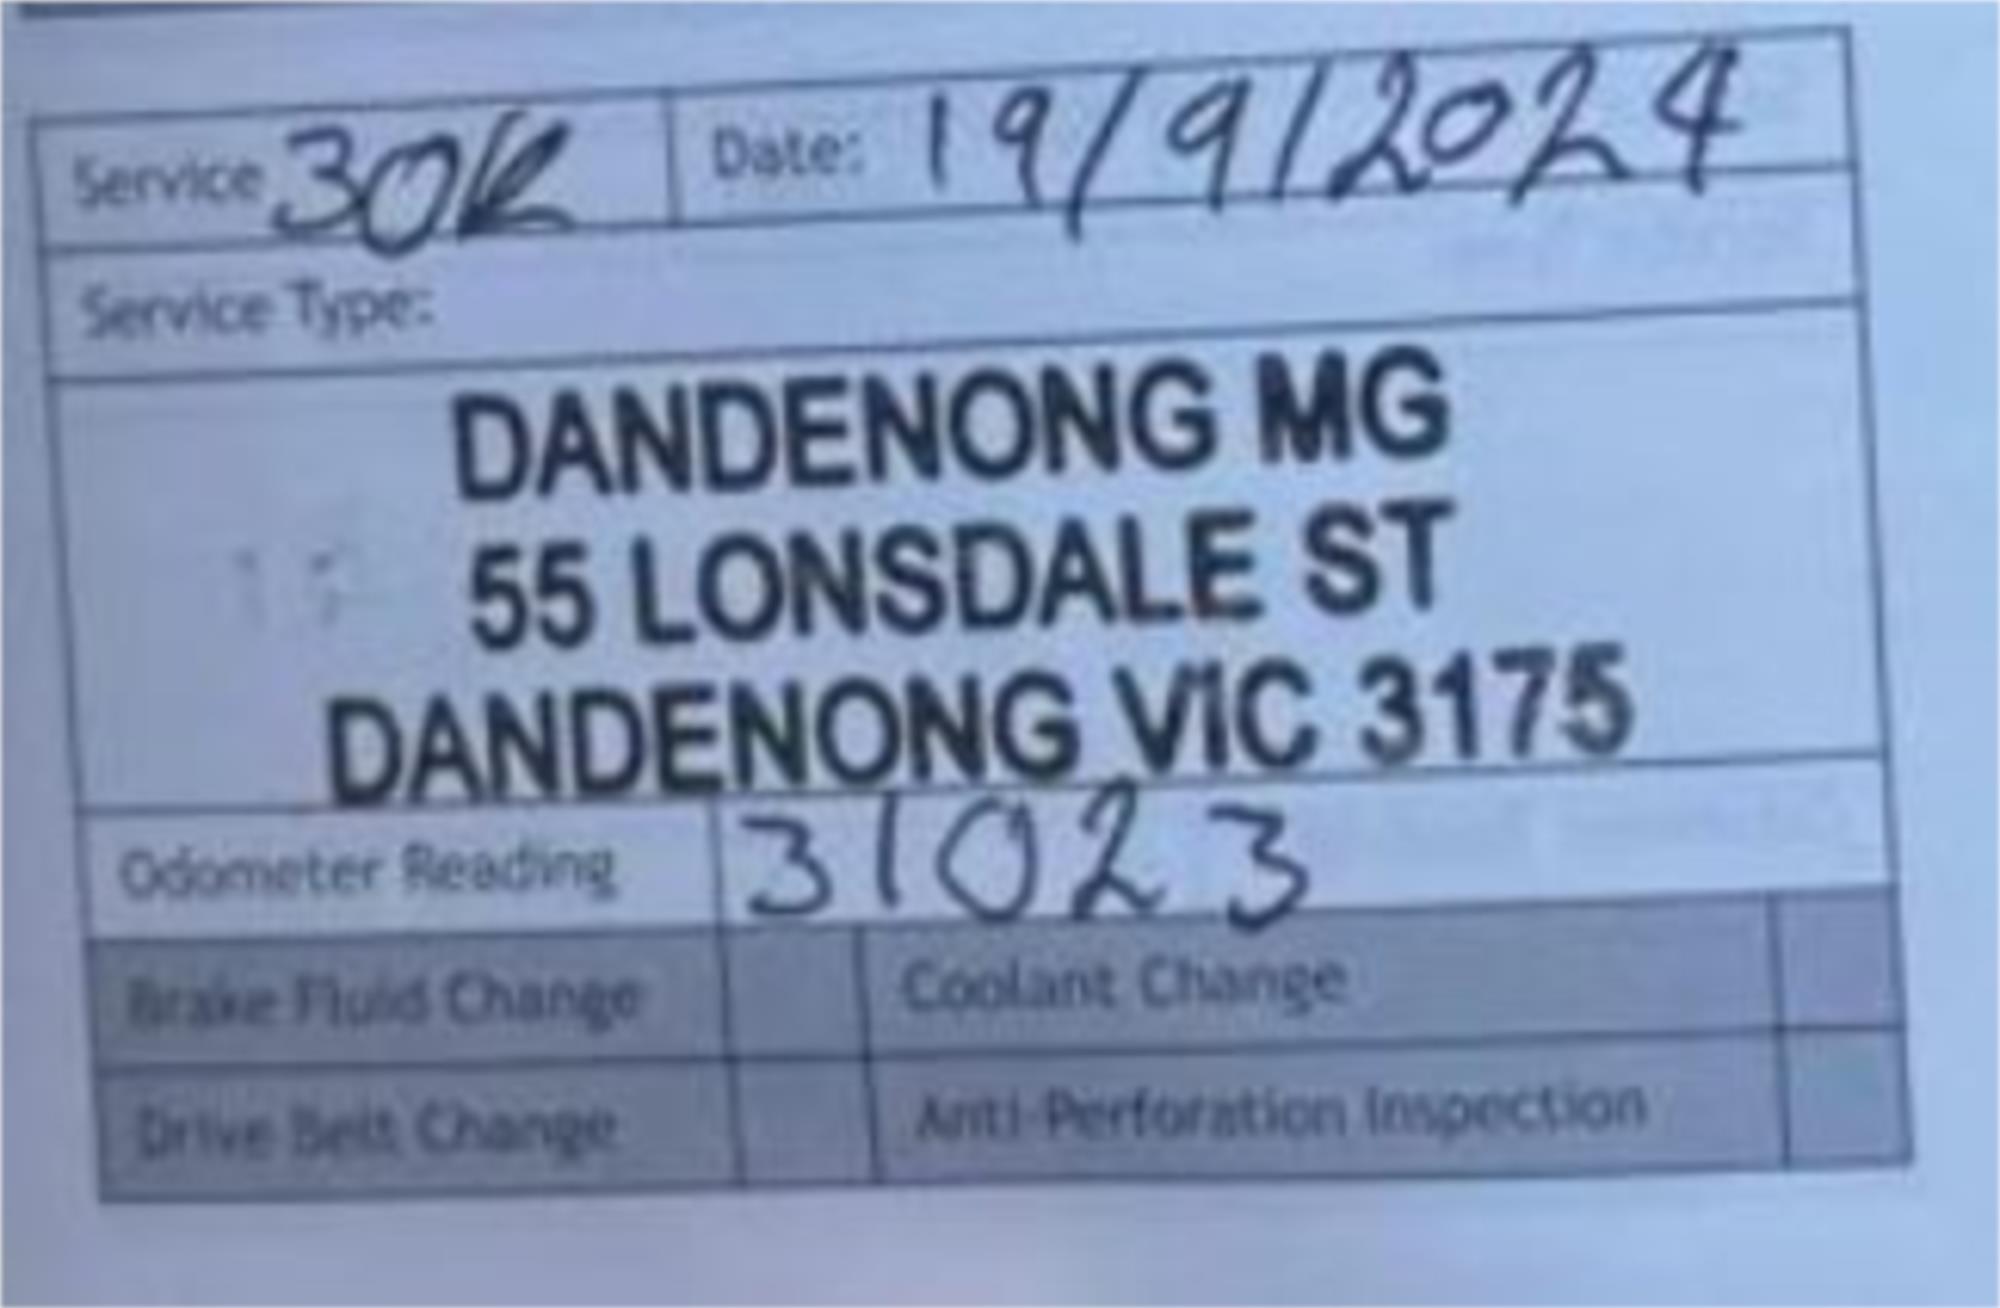 Service 30K Date: 19/9/2024
Service Type:
DANDENONG MG
55 LONSDALE ST
DANDENONG VIC 3175
Odometer Reading 31023
Brake Fluid Change Coolant Change
Drive Belt Change Anti-Perforation Inspection